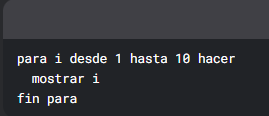 para i desde 1 hasta 10 hacer
  mostrar i
fin para